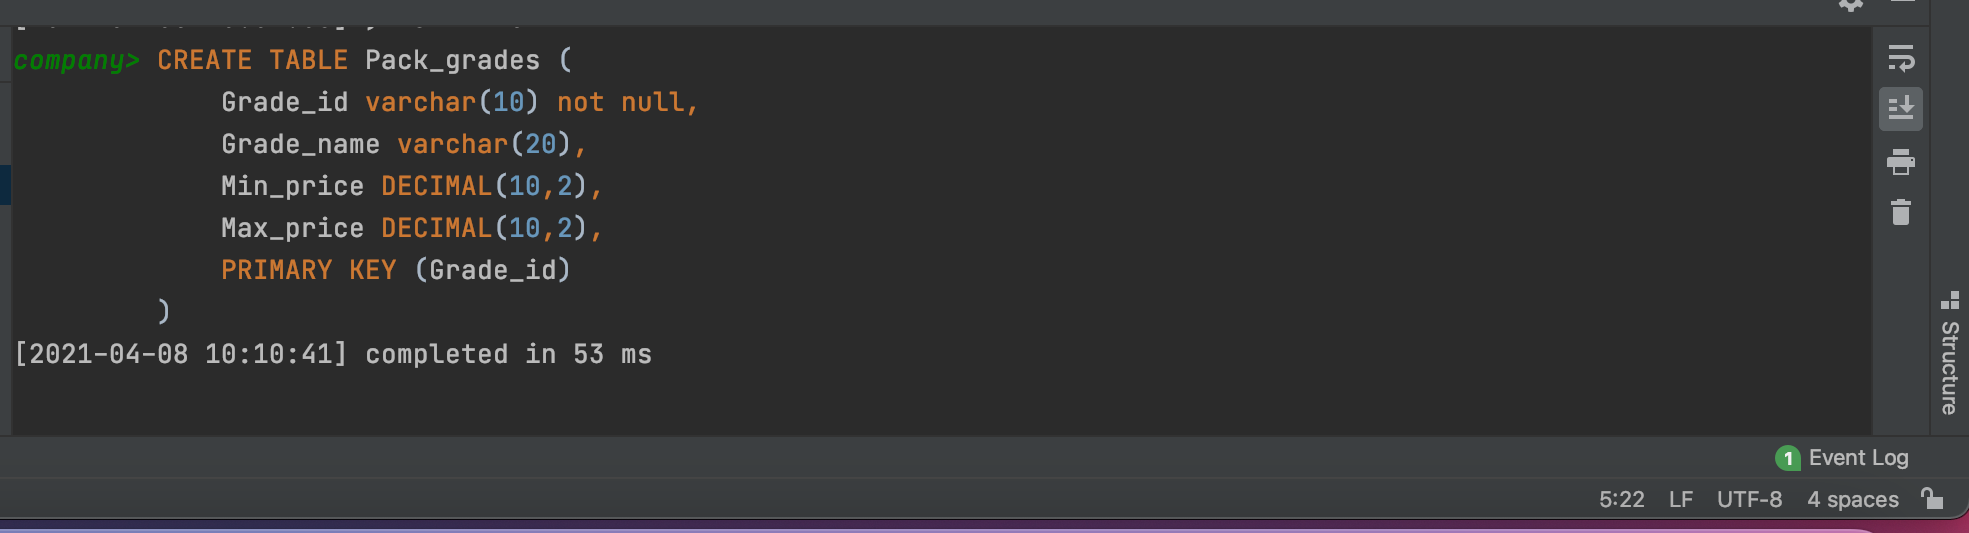 company> CREATE TABLE Pack_grades (
Grade_id varchar(10) not null,
Grade_name varchar(20),
Min_price DECIMAL(10,2),
Max_price DECIMAL(10,2),
PRIMARY KEY (Grade_id)
)
[2021-04-08 10:10:41] completed in 53 ms
Structure
1 Event Log
5:22 LF UTF-8 4 spaces